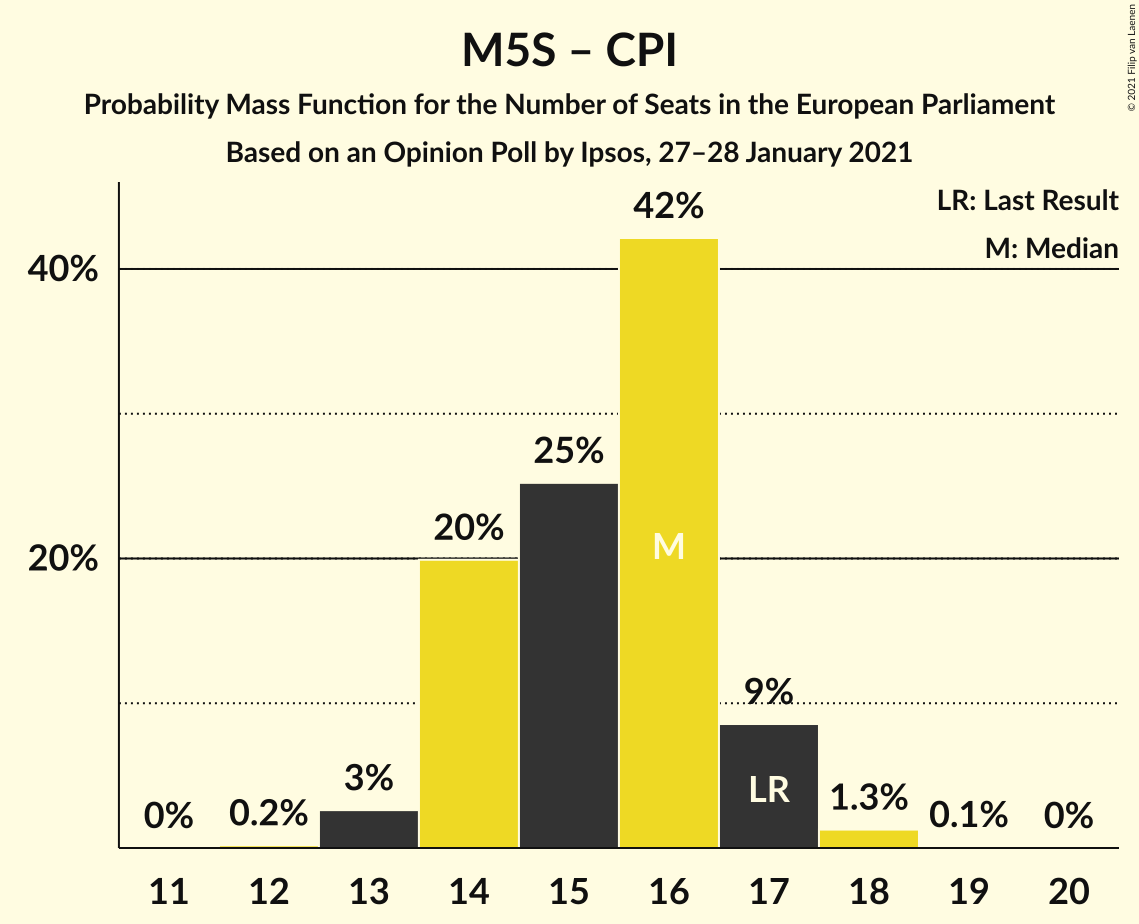 M5S – CPI
Probability Mass Function for the Number of Seats in the European Parliament
Based on an Opinion Poll by Ipsos, 27–28 January 2021
© 2021 Filip van Laenen
LR: Last Result
M: Median
42%
40%
25%
20%
M
20%
9%
LR
3%
1.3%
0%
0.2%
0.1%
0%
11 12 13 14 15 16 17 18 19 20